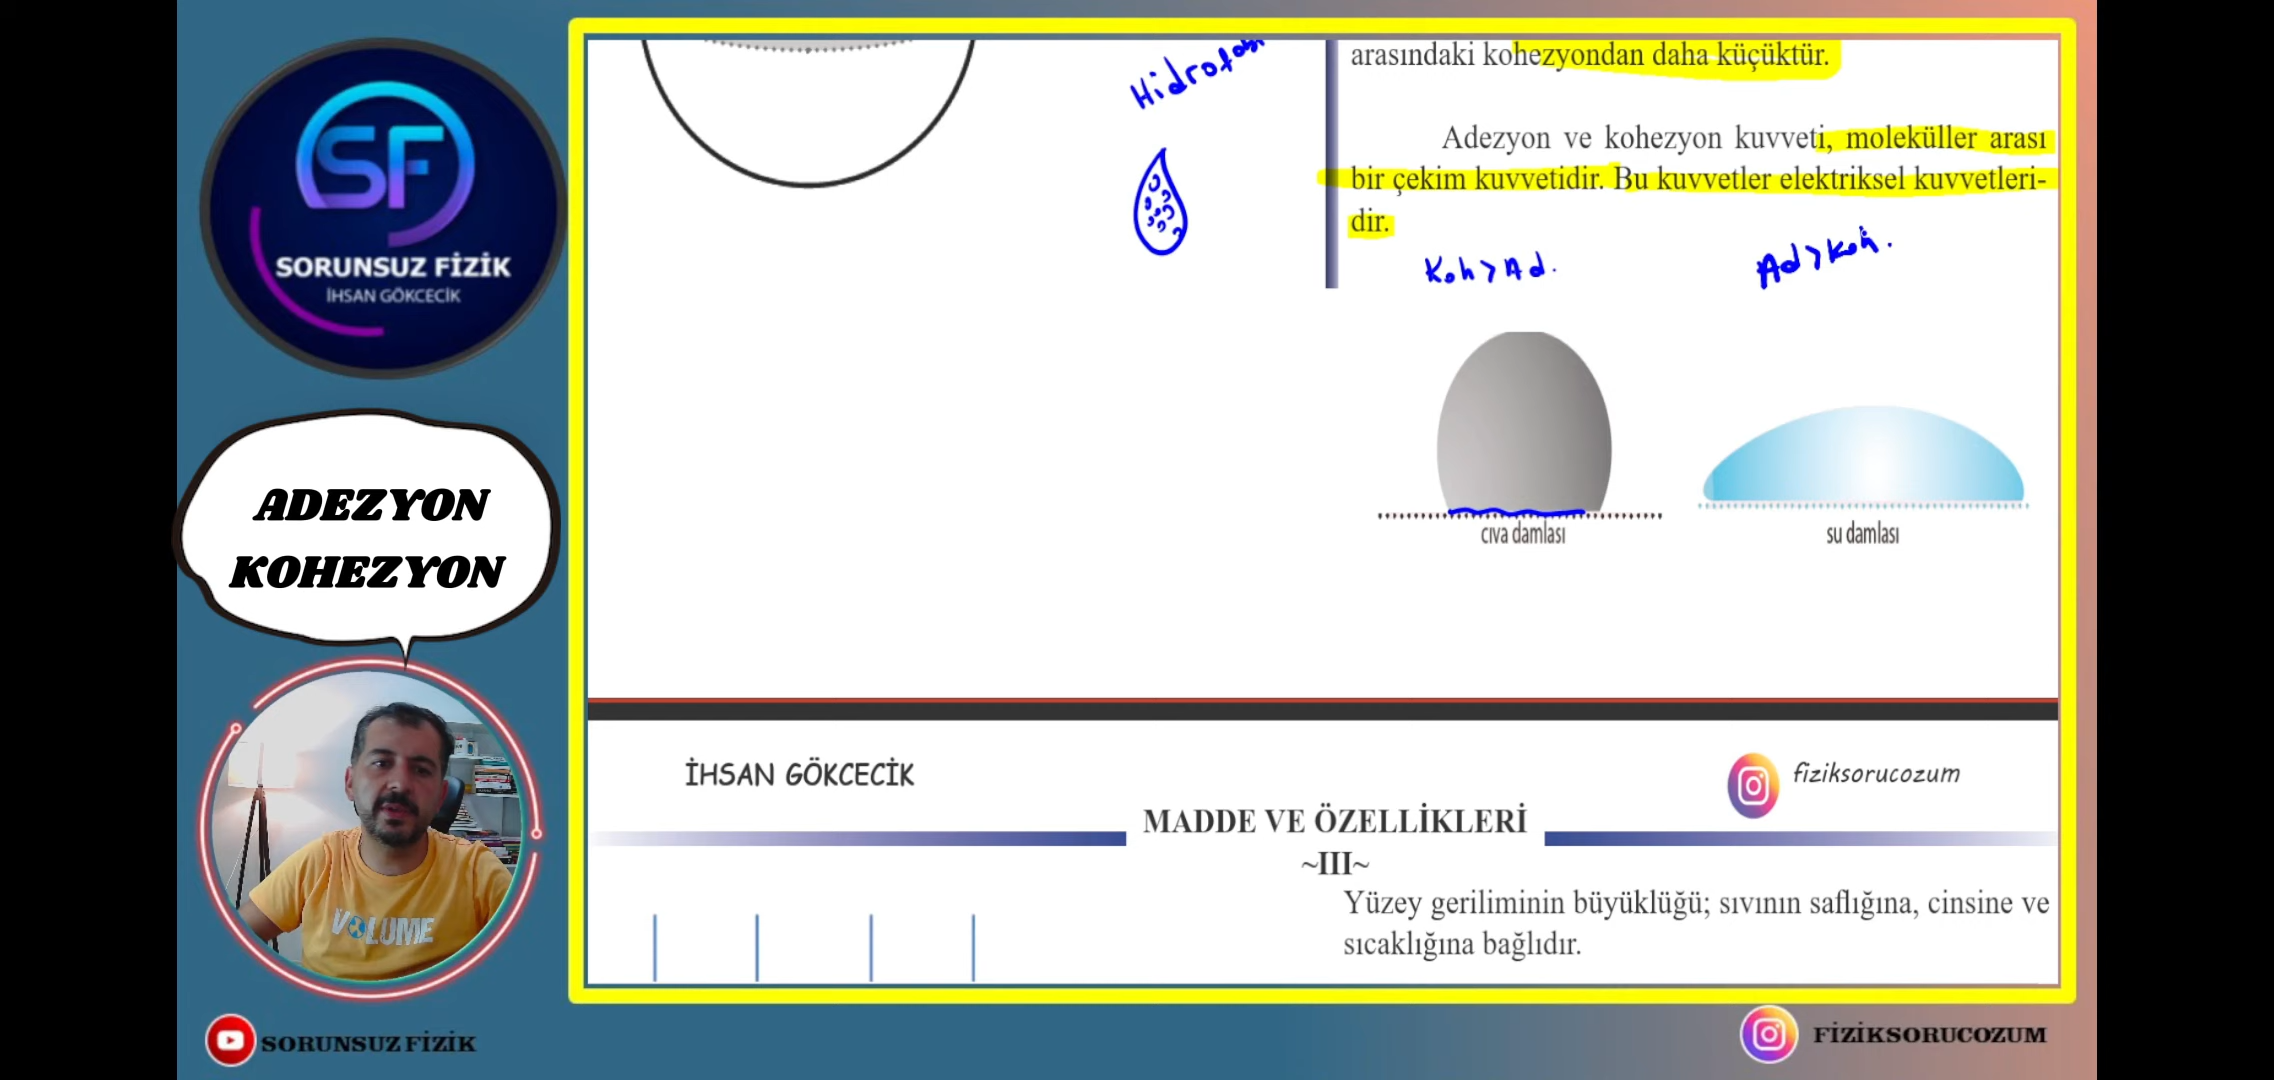 SF
SORUNSUZ FİZİK
İHSAN GÖKCECİK
ADEZYON
KOHEZYON
VOLUME
SORUNSUZ FİZİK
arasındaki kohezyondan daha küçüktür.
Adezyon ve kohezyon kuvveti, moleküller arası
bir çekim kuvvetidir. Bu kuvvetler elektriksel kuvvetleri-
dir.
Koh > Ad.
Ad > Koh.
cıva damlası
su damlası
İHSAN GÖKCECİK
fiziksorucozum
MADDE VE ÖZELLİKLERİ
~III~
Yüzey geriliminin büyüklüğü; sıvının saflığına, cinsine ve
sıcaklığına bağlıdır.
FİZİKSORUCOZUM